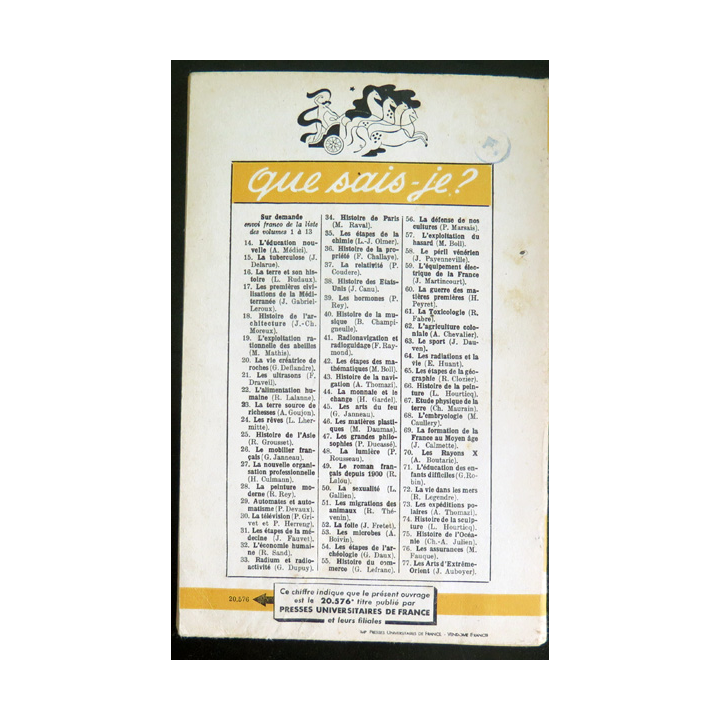 que sais-je?
Sur demande
envoi franco de la liste
des volumes 1 à 13
14. L'éducation nou-
velle (A. Médici).
15. La tuberculose (J.
Delarue).
16. La terre et son his-
toire (L. Rudaux).
17. Les premières civi-
lisations de la Médi-
terranée (J. Gabriel-
Leroux).
18. Histoire de l'ar-
chitecture (J.-Ch.
Moreux).
19. L'exploitation ra-
tionnelle des abeilles
(M. Mathis).
20. La vie créatrice de
roches (G. Deflandre).
21. Les ultrasons (F.
Draveil).
22. L'alimentation hu-
maine (R. Lalanne).
23. La terre source de
richesses (A. Goujon).
24. Les rêves (L. Lher-
mitte).
25. Histoire de l'Asie
(R. Grousset).
26. Le mobilier fran-
çais (G. Janneau).
27. La nouvelle organi-
sation professionnelle
(H. Culmann).
28. La peinture mo-
derne (R. Rey).
29. Automates et auto-
matisme (P. Devaux).
30. La télévision (P. Gri-
vet et P. Herreng).
31. Les étapes de la mé-
decine (J. Fauvet).
32. L'économie humai-
ne (R. Sand).
33. Radium et radio-
activité (G. Dupuy).
34. Histoire de Paris
(M. Raval).
35. Les étapes de la
chimie (L.-J. Olmer).
36. Histoire de la pro-
priété (F. Challaye).
37. La relativité (P.
Couderc).
38. Histoire des Etats-
Unis (J. Canu).
39. Les hormones (P.
Rey).
40. Histoire de la mu-
sique (B. Champi-
gneulle).
41. Radionavigation et
radioguidage (F. Ray-
mond).
42. Les étapes des ma-
thématiques (M. Boll).
43. Histoire de la navi-
gation (A. Thomazi).
44. La monnaie et le
change (H. Gardel).
45. Les arts du feu
(G. Janneau).
46. Les matières plasti-
ques (M. Daumas).
47. Les grandes philo-
sophies (P. Ducassé).
48. La lumière (P.
Rousseau).
49. Le roman fran-
çais depuis 1900 (R.
Lalou).
50. La sexualité (L.
Gallien).
51. Les migrations des
animaux (R. Thé-
venin).
52. La folie (J. Fretet).
53. Les microbes (A.
Boivin).
54. Les étapes de l'ar-
chéologie (G. Daux).
55. Histoire du com-
merce (G. Lefranc).
56. La défense de nos
cultures (P. Marsais).
57. L'exploitation du
hasard (M. Boll).
58. Le péril vénérien
(J. Payenneville).
59. L'équipement élec-
trique de la France
(J. Martincourt).
60. La guerre des ma-
tières premières (H.
Peyret).
61. La Toxicologie (R.
Fabre).
62. L'agriculture colo-
niale (A. Chevalier).
63. Le sport (J. Dau-
ven).
64. Les radiations et la
vie (E. Huant).
65. Les étapes de la géo-
graphie (R. Clozier).
66. Histoire de la pein-
ture (L. Hourticq).
67. Etude physique de la
terre (Ch. Maurain).
68. L'embryologie (M.
Caullery).
69. La formation de la
France au Moyen âge
(J. Calmette).
70. Les Rayons X
(A. Boutaric).
71. L'éducation des en-
fants difficiles (G. Ro-
bin).
72. La vie dans les mers
(R. Legendre).
73. Les expéditions po-
laires (A. Thomazi).
74. Histoire de la sculp-
ture (L. Hourticq).
75. Histoire de l'Océa-
nie (Ch.-A. Julien).
76. Les assurances (M.
Fauque).
77. Les Arts d'Extrême-
Orient (J. Auboyer).
20.576
Ce chiffre indique que le présent ouvrage
est le 20.576e titre publié par
PRESSES UNIVERSITAIRES DE FRANCE
et leurs filiales
IMP. PRESSES UNIVERSITAIRES DE FRANCE. - VENDOME (FRANCE)